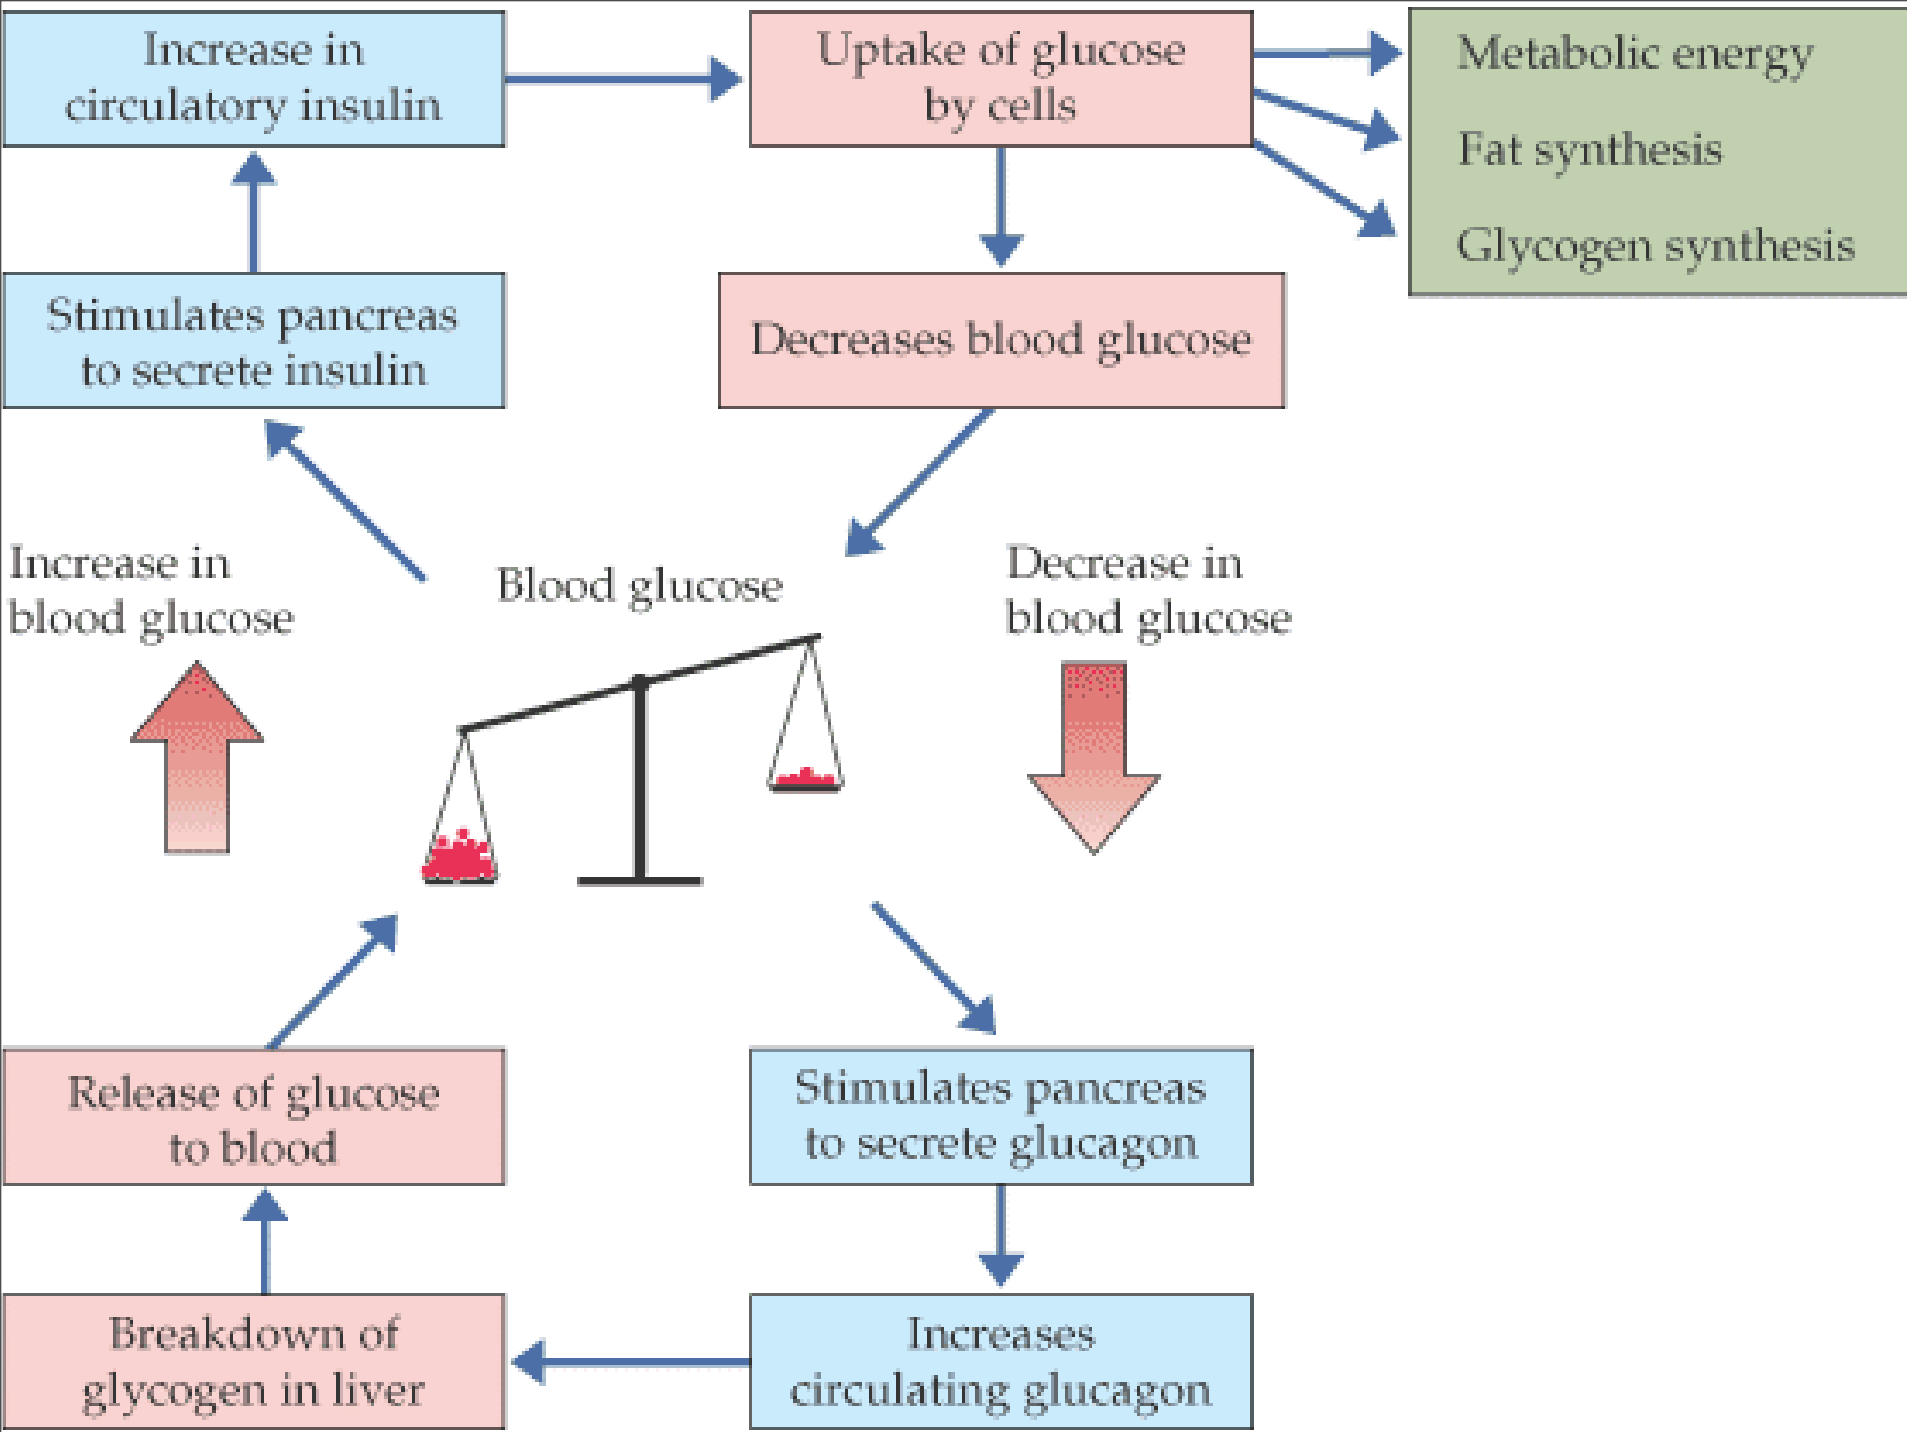 Increase in
circulatory insulin
Uptake of glucose
by cells
Metabolic energy
Fat synthesis
Glycogen synthesis
Stimulates pancreas
to secrete insulin
Decreases blood glucose
Increase in
blood glucose
Blood glucose
Decrease in
blood glucose
Release of glucose
to blood
Stimulates pancreas
to secrete glucagon
Breakdown of
glycogen in liver
Increases
circulating glucagon